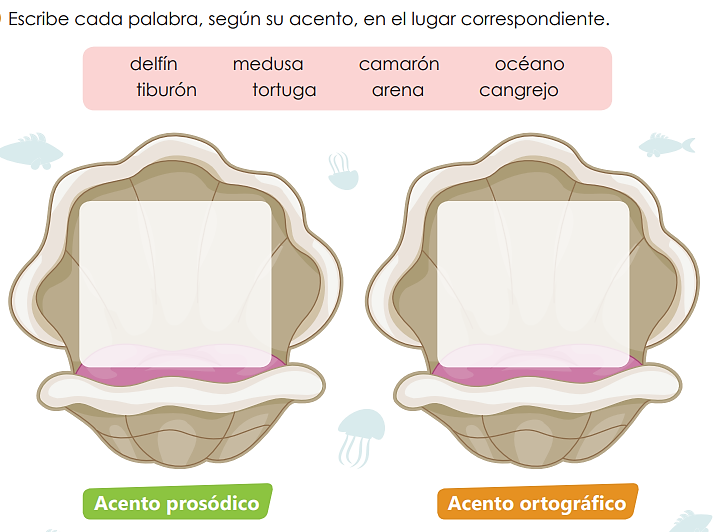 Escribe cada palabra, según su acento, en el lugar correspondiente.
delfín medusa camarón océano
tiburón tortuga arena cangrejo
Acento prosódico Acento ortográfico